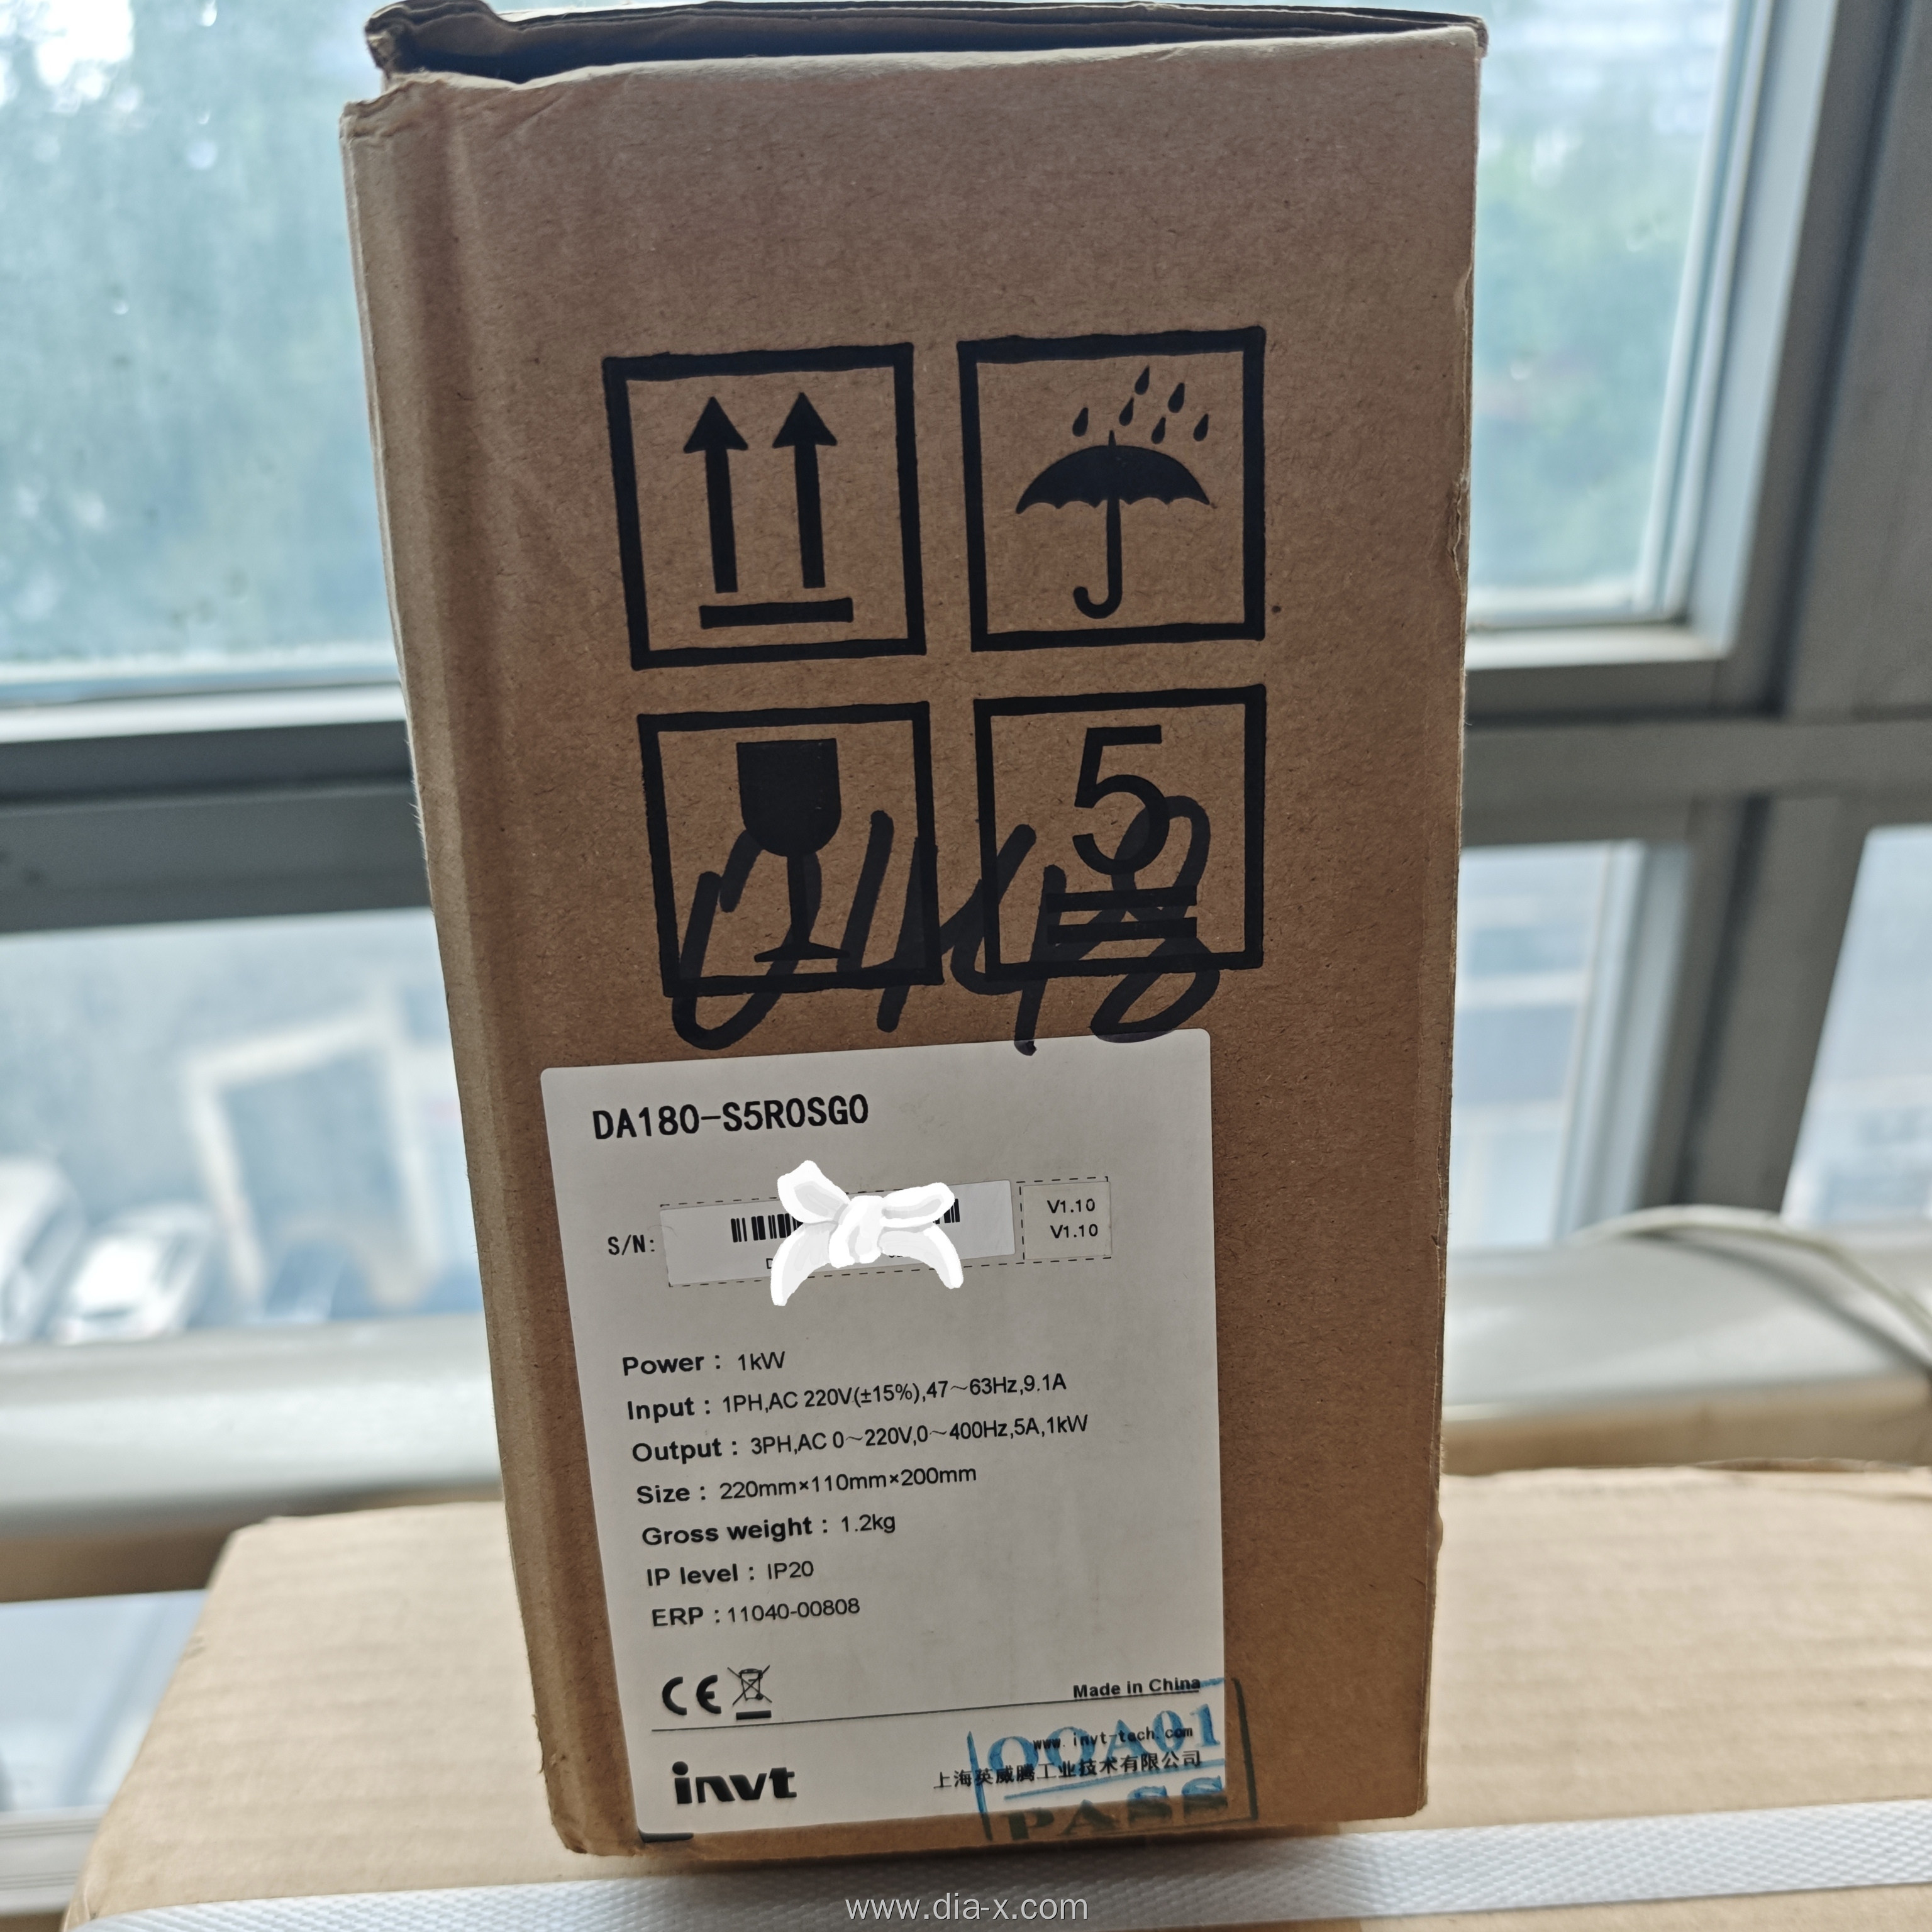 5
0148
DA180-S5R0SG0
S/N:
V1.10
V1.10
Power : 1kW
Input : 1PH,AC 220V(±15%),47~63Hz,9.1A
Output : 3PH,AC 0~220V,0~400Hz,5A,1kW
Size : 220mm×110mm×200mm
Gross weight : 1.2kg
IP level : IP20
ERP : 11040-00808
CE
Made in China
www.invt-tech.com
上海英威腾工业技术有限公司
invt
OQA01
PASS
www.dia-x.com